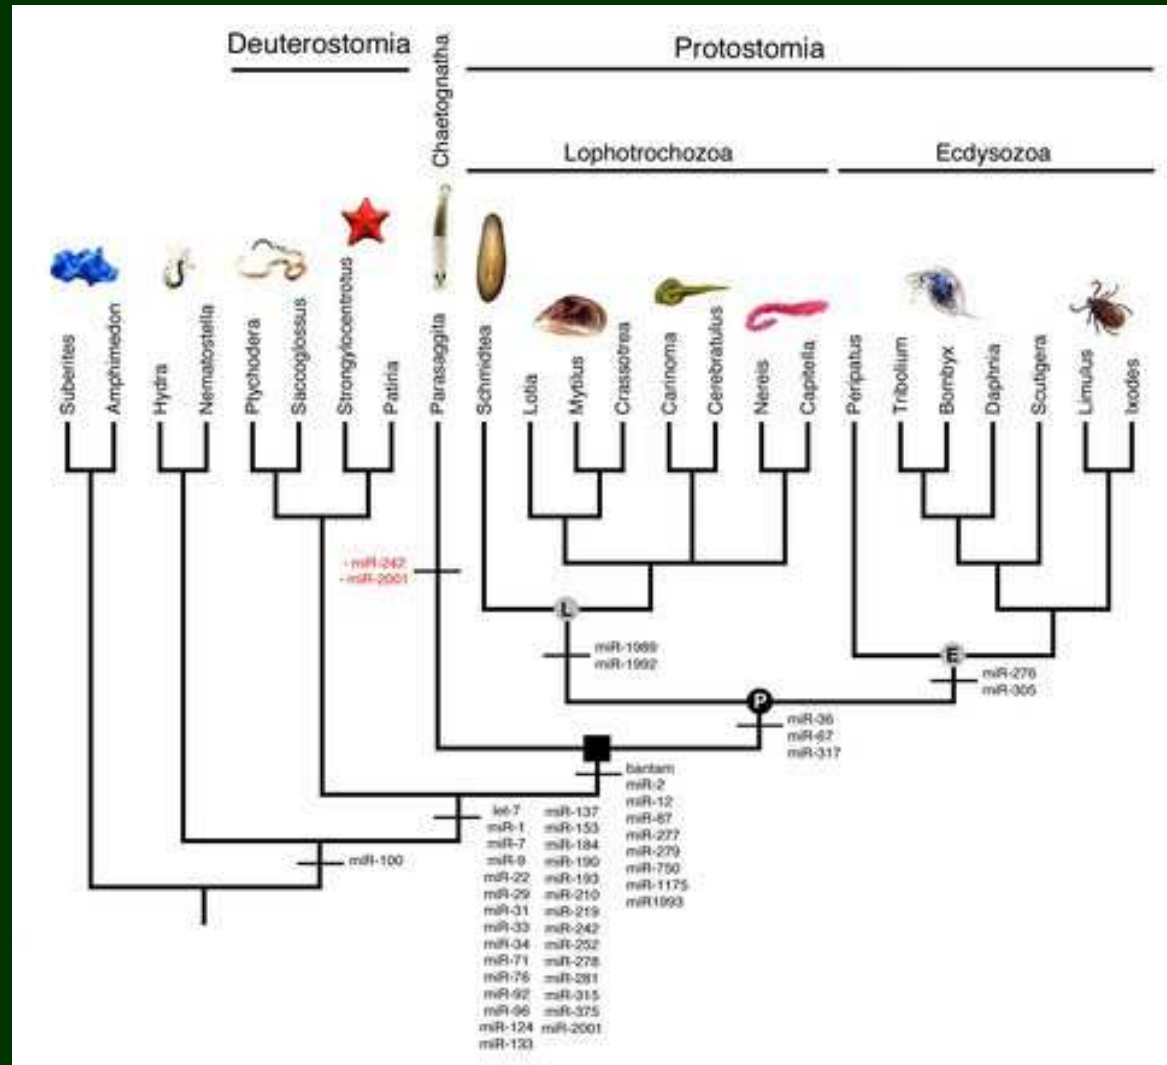 Deuterostomia
Chaetognatha
Protostomia
Lophotrochozoa
Ecdysozoa
Suberites
Amphimedon
Hydra
Nematostella
Ptychodera
Saccoglossus
Strongylocentrotus
Patiria
Parasaggita
Schmidtea
Lotia
Mytilus
Crassotrea
Carinoma
Cerebratulus
Nereis
Capitella
Peripatus
Tribolium
Bombyx
Daphnia
Scutigera
Limulus
Ixodes
- miR-242
- miR-2001
L
miR-1989
miR-1992
E
miR-276
miR-305
P
miR-36
miR-67
miR-317
bantam
miR-2
miR-12
miR-87
miR-277
miR-279
miR-750
miR-1175
miR1993
let-7
miR-1
miR-7
miR-9
miR-22
miR-29
miR-31
miR-33
miR-34
miR-71
miR-76
miR-92
miR-96
miR-124
miR-133
miR-137
miR-153
miR-184
miR-190
miR-193
miR-210
miR-219
miR-242
miR-252
miR-278
miR-281
miR-315
miR-375
miR-2001
miR-100